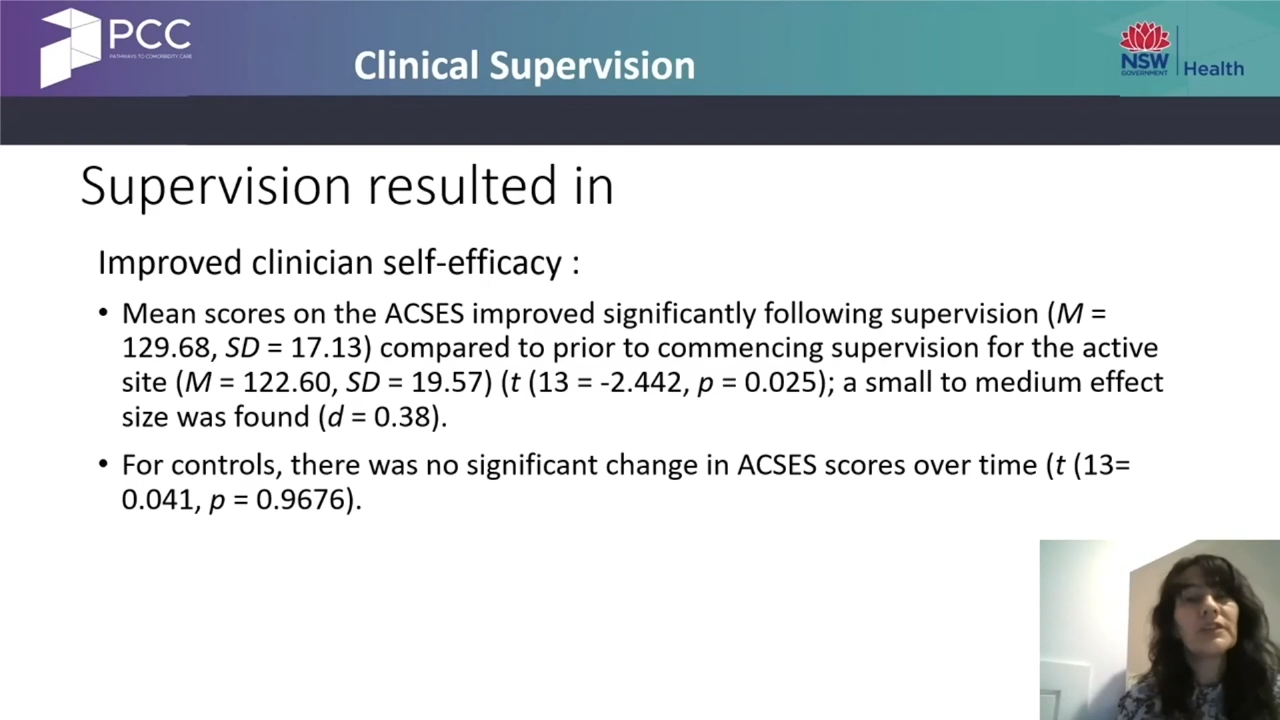 PCC
PATHWAYS TO COMORBIDITY CARE
Clinical Supervision
NSW
GOVERNMENT
Health
Supervision resulted in
Improved clinician self-efficacy :
• Mean scores on the ACSES improved significantly following supervision (M =
129.68, SD = 17.13) compared to prior to commencing supervision for the active
site (M = 122.60, SD = 19.57) (t (13 = -2.442, p = 0.025); a small to medium effect
size was found (d = 0.38).
• For controls, there was no significant change in ACSES scores over time (t (13=
0.041, p = 0.9676).